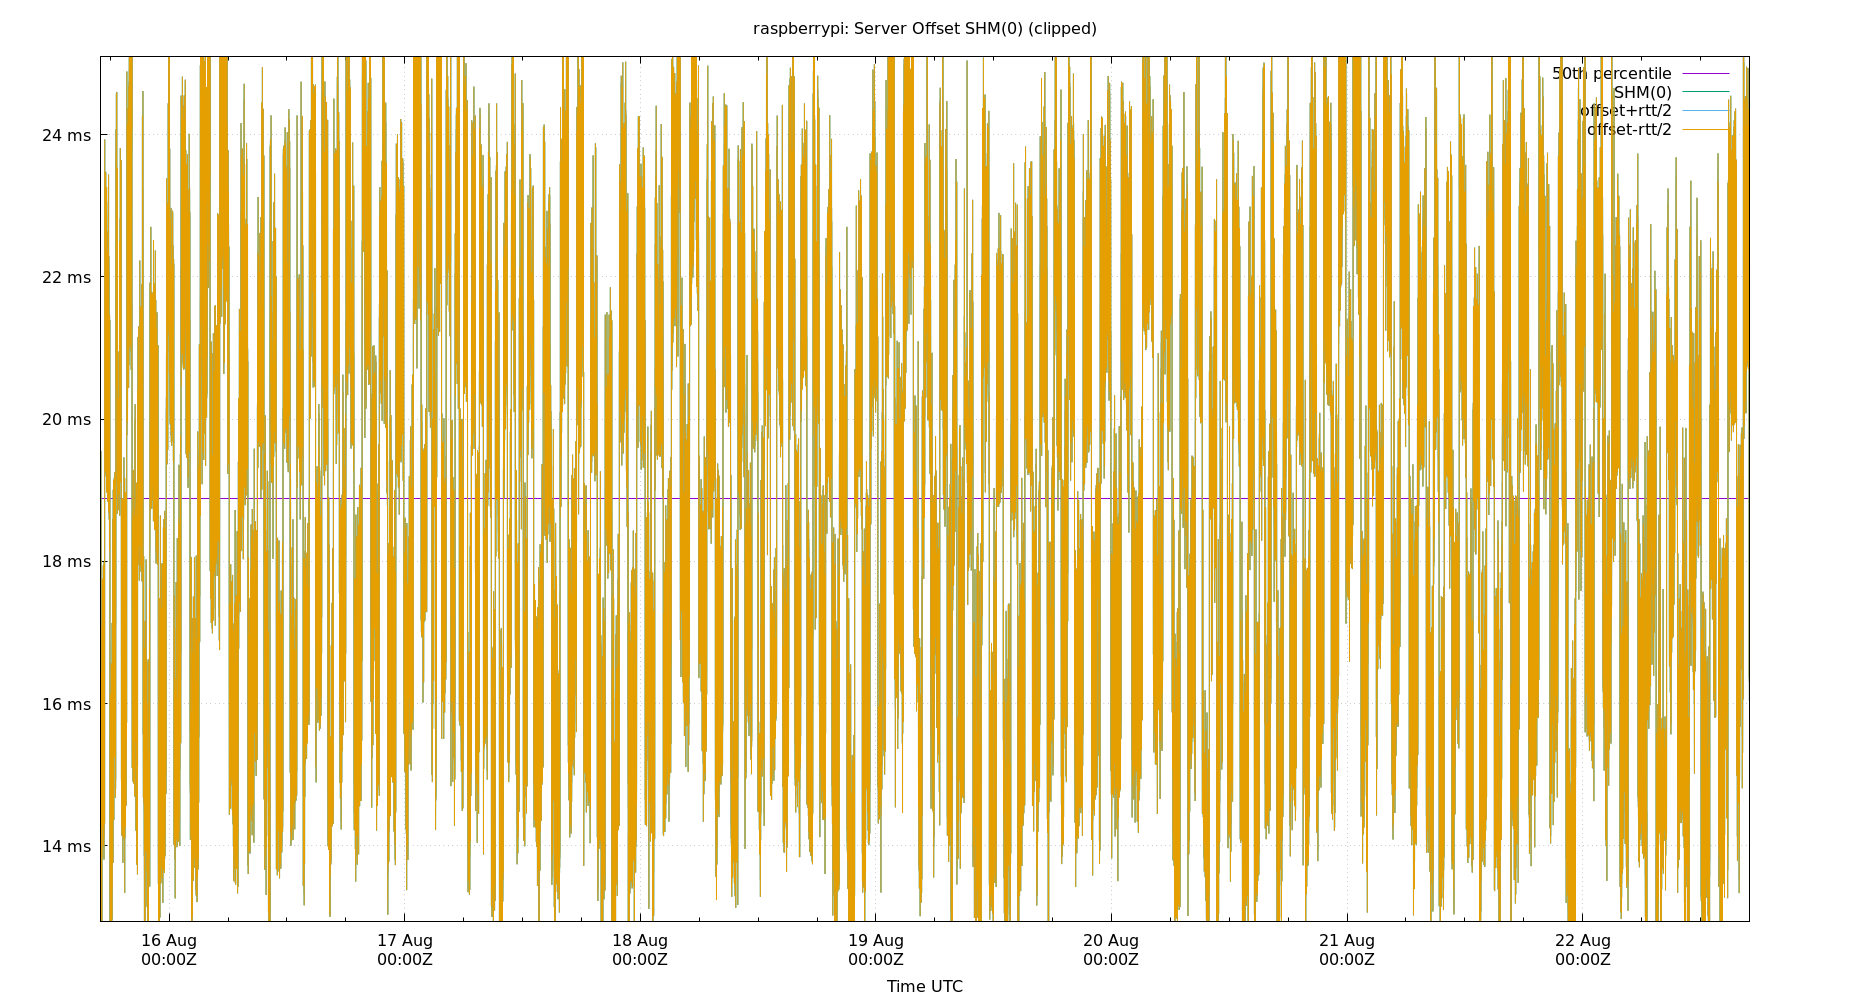 raspberrypi: Server Offset SHM(0) (clipped)
50th percentile
SHM(0)
offset+rtt/2
offset-rtt/2
24 ms
22 ms
20 ms
18 ms
16 ms
14 ms
16 Aug 17 Aug 18 Aug 19 Aug 20 Aug 21 Aug 22 Aug
00:00Z 00:00Z 00:00Z 00:00Z 00:00Z 00:00Z 00:00Z
Time UTC